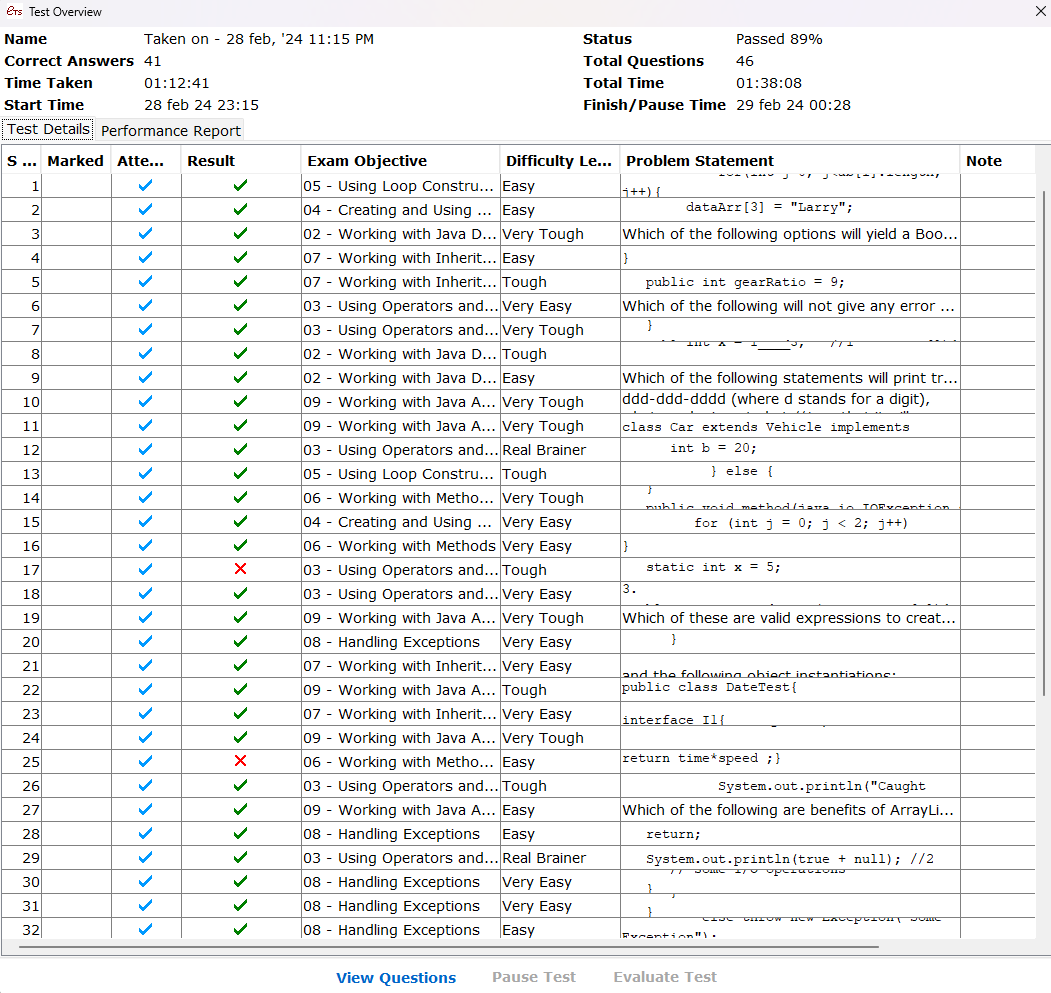 ETS Test Overview
Name Taken on - 28 feb, '24 11:15 PM Status Passed 89%
Correct Answers 41 Total Questions 46
Time Taken 01:12:41 Total Time 01:38:08
Start Time 28 feb 24 23:15 Finish/Pause Time 29 feb 24 00:28
Test Details Performance Report
S ... Marked Atte... Result Exam Objective Difficulty Le... Problem Statement Note
1 05 - Using Loop Constru... Easy j++){
2 04 - Creating and Using ... Easy dataArr[3] = "Larry";
3 02 - Working with Java D... Very Tough Which of the following options will yield a Boo...
4 07 - Working with Inherit... Easy }
5 07 - Working with Inherit... Tough public int gearRatio = 9;
6 03 - Using Operators and... Very Easy Which of the following will not give any error ...
7 03 - Using Operators and... Very Tough }
8 02 - Working with Java D... Tough
9 02 - Working with Java D... Easy Which of the following statements will print tr...
10 09 - Working with Java A... Very Tough ddd-ddd-dddd (where d stands for a digit),
11 09 - Working with Java A... Very Tough class Car extends Vehicle implements
12 03 - Using Operators and... Real Brainer int b = 20;
13 05 - Using Loop Constru... Tough } else {
14 06 - Working with Metho... Very Tough }
public void method(java.io.IOException
15 04 - Creating and Using ... Very Easy for (int j = 0; j < 2; j++)
16 06 - Working with Methods Very Easy }
17 03 - Using Operators and... Tough static int x = 5;
18 03 - Using Operators and... Very Easy 3.
19 09 - Working with Java A... Very Tough Which of these are valid expressions to creat...
20 08 - Handling Exceptions Very Easy }
21 07 - Working with Inherit... Very Easy and the following object instantiations:
22 09 - Working with Java A... Tough public class DateTest{
23 07 - Working with Inherit... Very Easy interface I1{
24 09 - Working with Java A... Very Tough
25 06 - Working with Metho... Easy return time*speed ;}
26 03 - Using Operators and... Tough System.out.println("Caught
27 09 - Working with Java A... Easy Which of the following are benefits of ArrayLi...
28 08 - Handling Exceptions Easy return;
29 03 - Using Operators and... Real Brainer System.out.println(true + null); //2
30 08 - Handling Exceptions Very Easy // Some I/O operations
}
31 08 - Handling Exceptions Very Easy }
32 08 - Handling Exceptions Easy else throw new Exception("Some
Exception");
View Questions Pause Test Evaluate Test